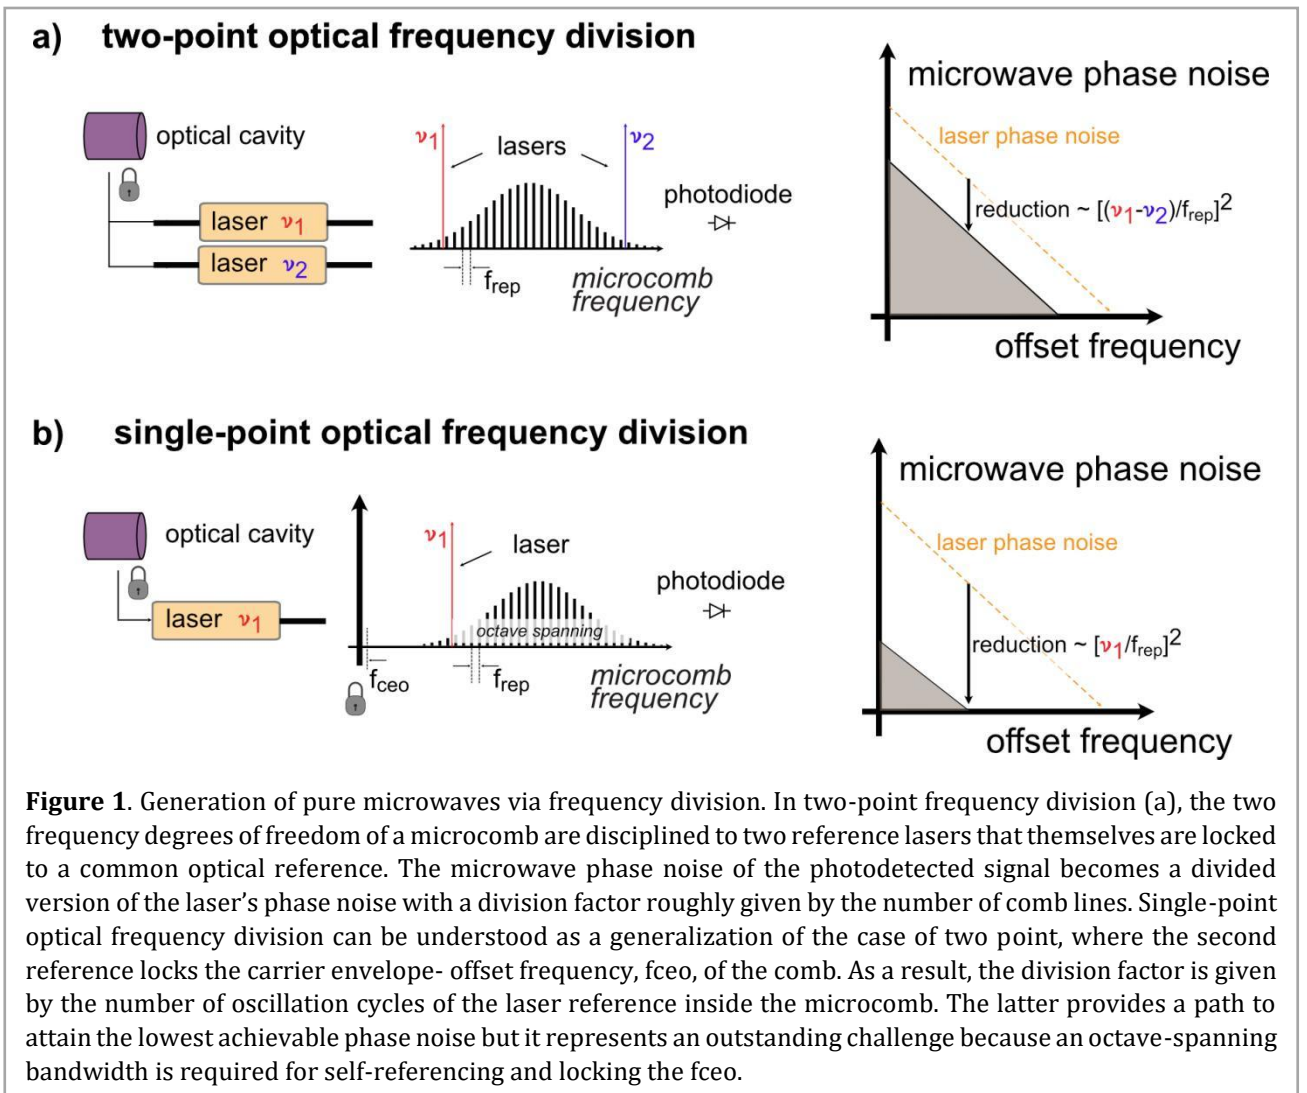 a) two-point optical frequency division
microwave phase noise
optical cavity
ν1
lasers
ν2
laser phase noise
photodiode
laser ν1
reduction ~ [(ν1-ν2)/frep]2
laser ν2
frep
microcomb
frequency
offset frequency
b) single-point optical frequency division
microwave phase noise
optical cavity
ν1
laser
laser phase noise
photodiode
laser ν1
octave spanning
reduction ~ [ν1/frep]2
fceo
frep
microcomb
frequency
offset frequency
Figure 1. Generation of pure microwaves via frequency division. In two-point frequency division (a), the two
frequency degrees of freedom of a microcomb are disciplined to two reference lasers that themselves are locked
to a common optical reference. The microwave phase noise of the photodetected signal becomes a divided
version of the laser’s phase noise with a division factor roughly given by the number of comb lines. Single-point
optical frequency division can be understood as a generalization of the case of two point, where the second
reference locks the carrier envelope- offset frequency, fceo, of the comb. As a result, the division factor is given
by the number of oscillation cycles of the laser reference inside the microcomb. The latter provides a path to
attain the lowest achievable phase noise but it represents an outstanding challenge because an octave-spanning
bandwidth is required for self-referencing and locking the fceo.